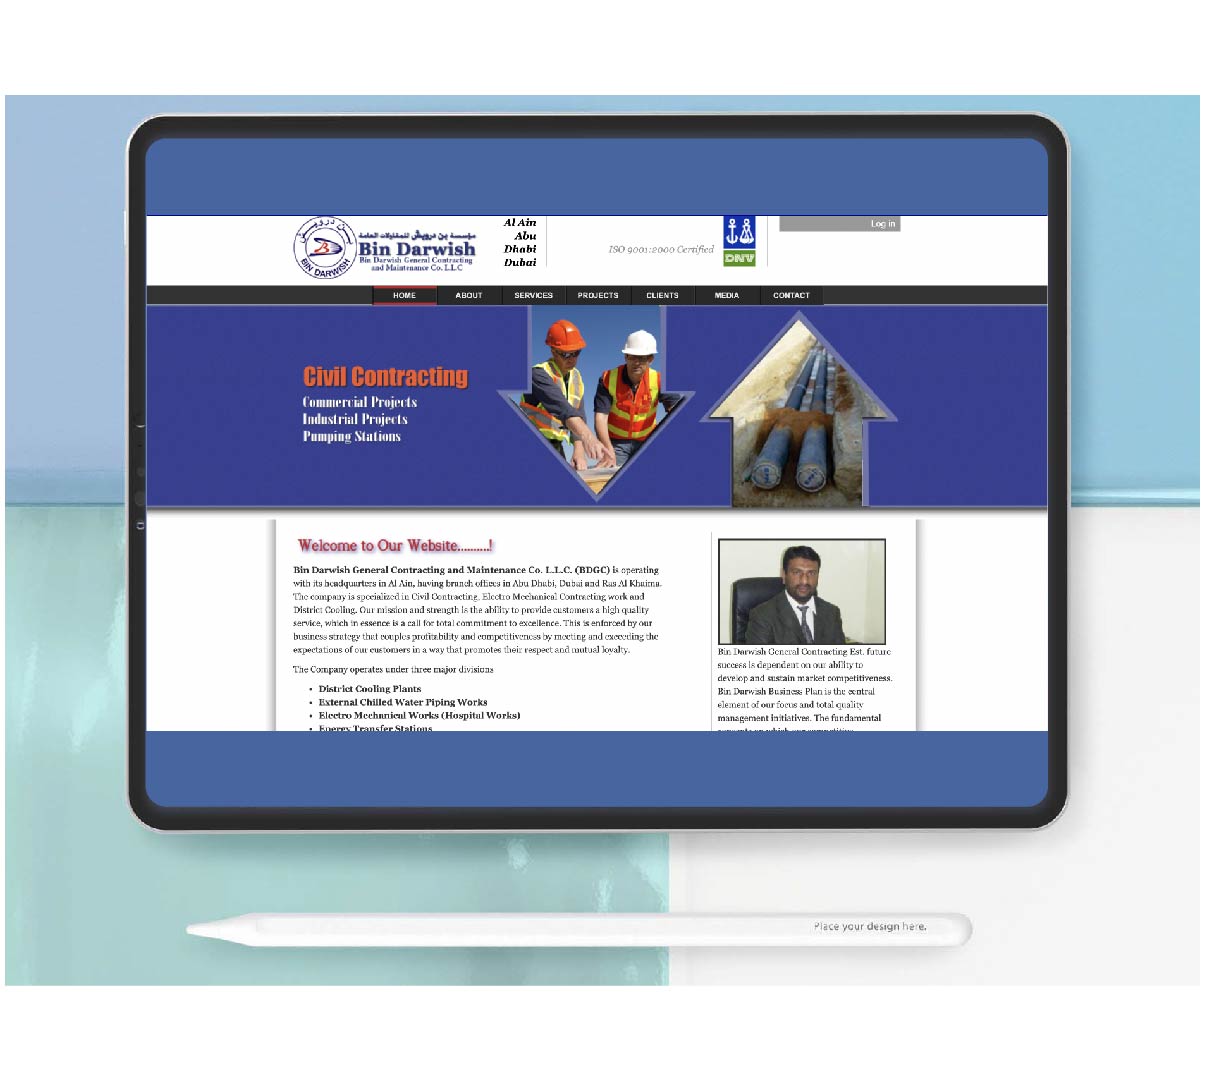 بن درويش
BIN DARWISH
مؤسسة بن درويش للمقاولات العامة
Bin Darwish
Bin Darwish General Contracting
and Maintenance Co. L.L.C
Al Ain
Abu
Dhabi
Dubai
ISO 9001:2000 Certified
DNV
Log in
HOME ABOUT SERVICES PROJECTS CLIENTS MEDIA CONTACT
Civil Contracting
Commercial Projects
Industrial Projects
Pumping Stations
Welcome to Our Website.........!
Bin Darwish General Contracting and Maintenance Co. L.L.C. (BDGC) is operating
with its headquarters in Al Ain, having branch offices in Abu Dhabi, Dubai and Ras Al Khaima.
The company is specialized in Civil Contracting, Electro Mechanical Contracting work and
District Cooling. Our mission and strength is the ability to provide customers a high quality
service, which in essence is a call for total commitment to excellence. This is enforced by our
business strategy that couples profitability and competitiveness by meeting and exceeding the
expectations of our customers in a way that promotes their respect and mutual loyalty.
The Company operates under three major divisions
• District Cooling Plants
• External Chilled Water Piping Works
• Electro Mechanical Works (Hospital Works)
• Energy Transfer Stations
Bin Darwish General Contracting Est. future
success is dependent on our ability to
develop and sustain market competitiveness.
Bin Darwish Business Plan is the central
element of our focus and total quality
management initiatives. The fundamental
concepts on which our competitive
Place your design here.